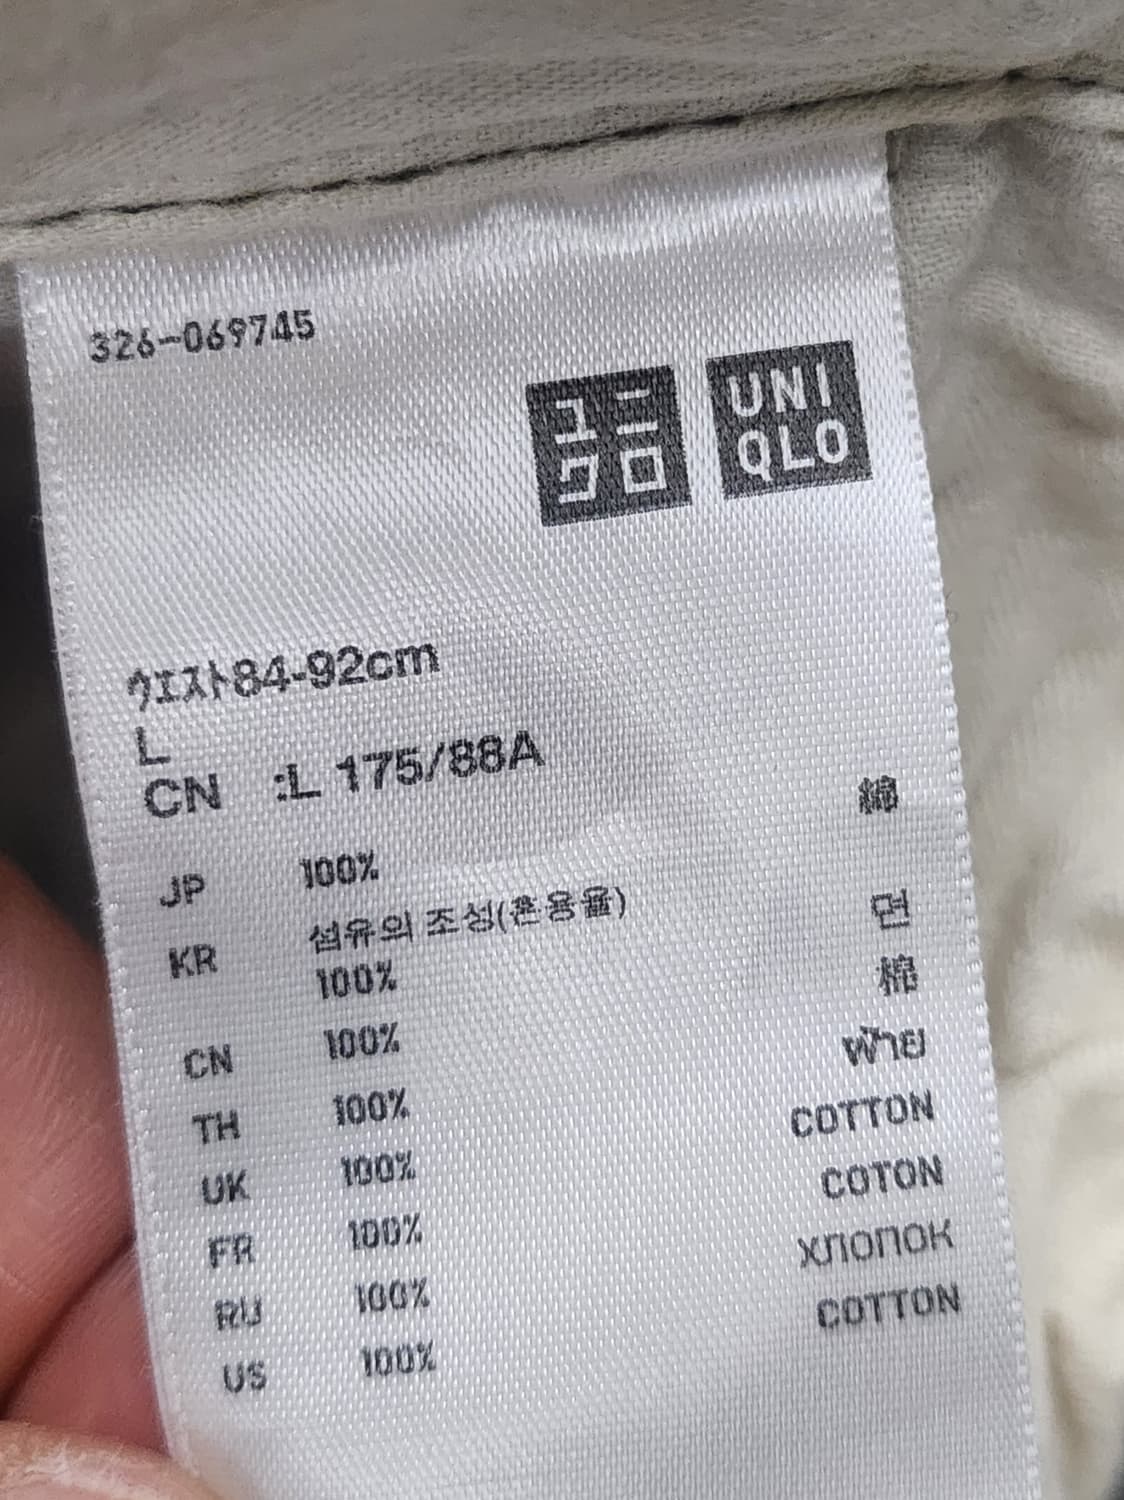 326-069745
ユニ
クロ
UNI
QLO
ウエスト84-92cm
L
CN :L 175/88A
JP 100% 綿
KR 섬유의 조성(혼용율)
100% 면
CN 100% 棉
TH 100% ฝ้าย
UK 100% COTTON
FR 100% COTON
RU 100% ХЛОПОК
US 100% COTTON